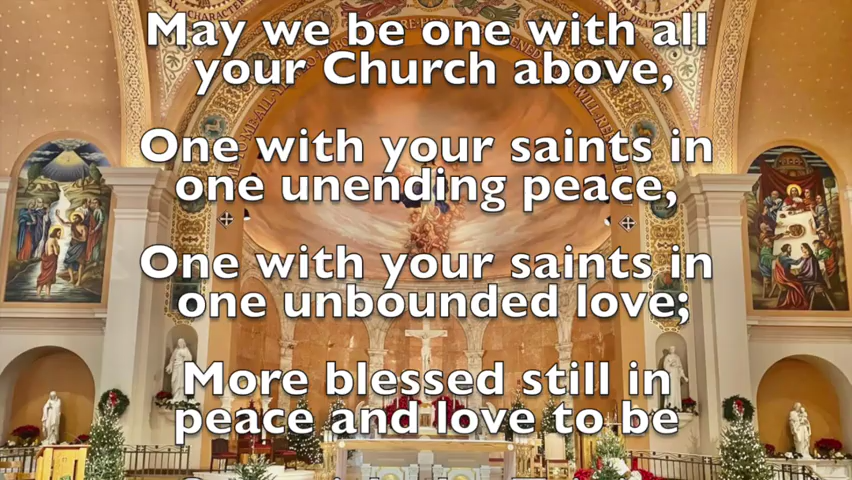 May we be one with all
your Church above,
One with your saints in
one unending peace,
One with your saints in
one unbounded love;
More blessed still in
peace and love to be